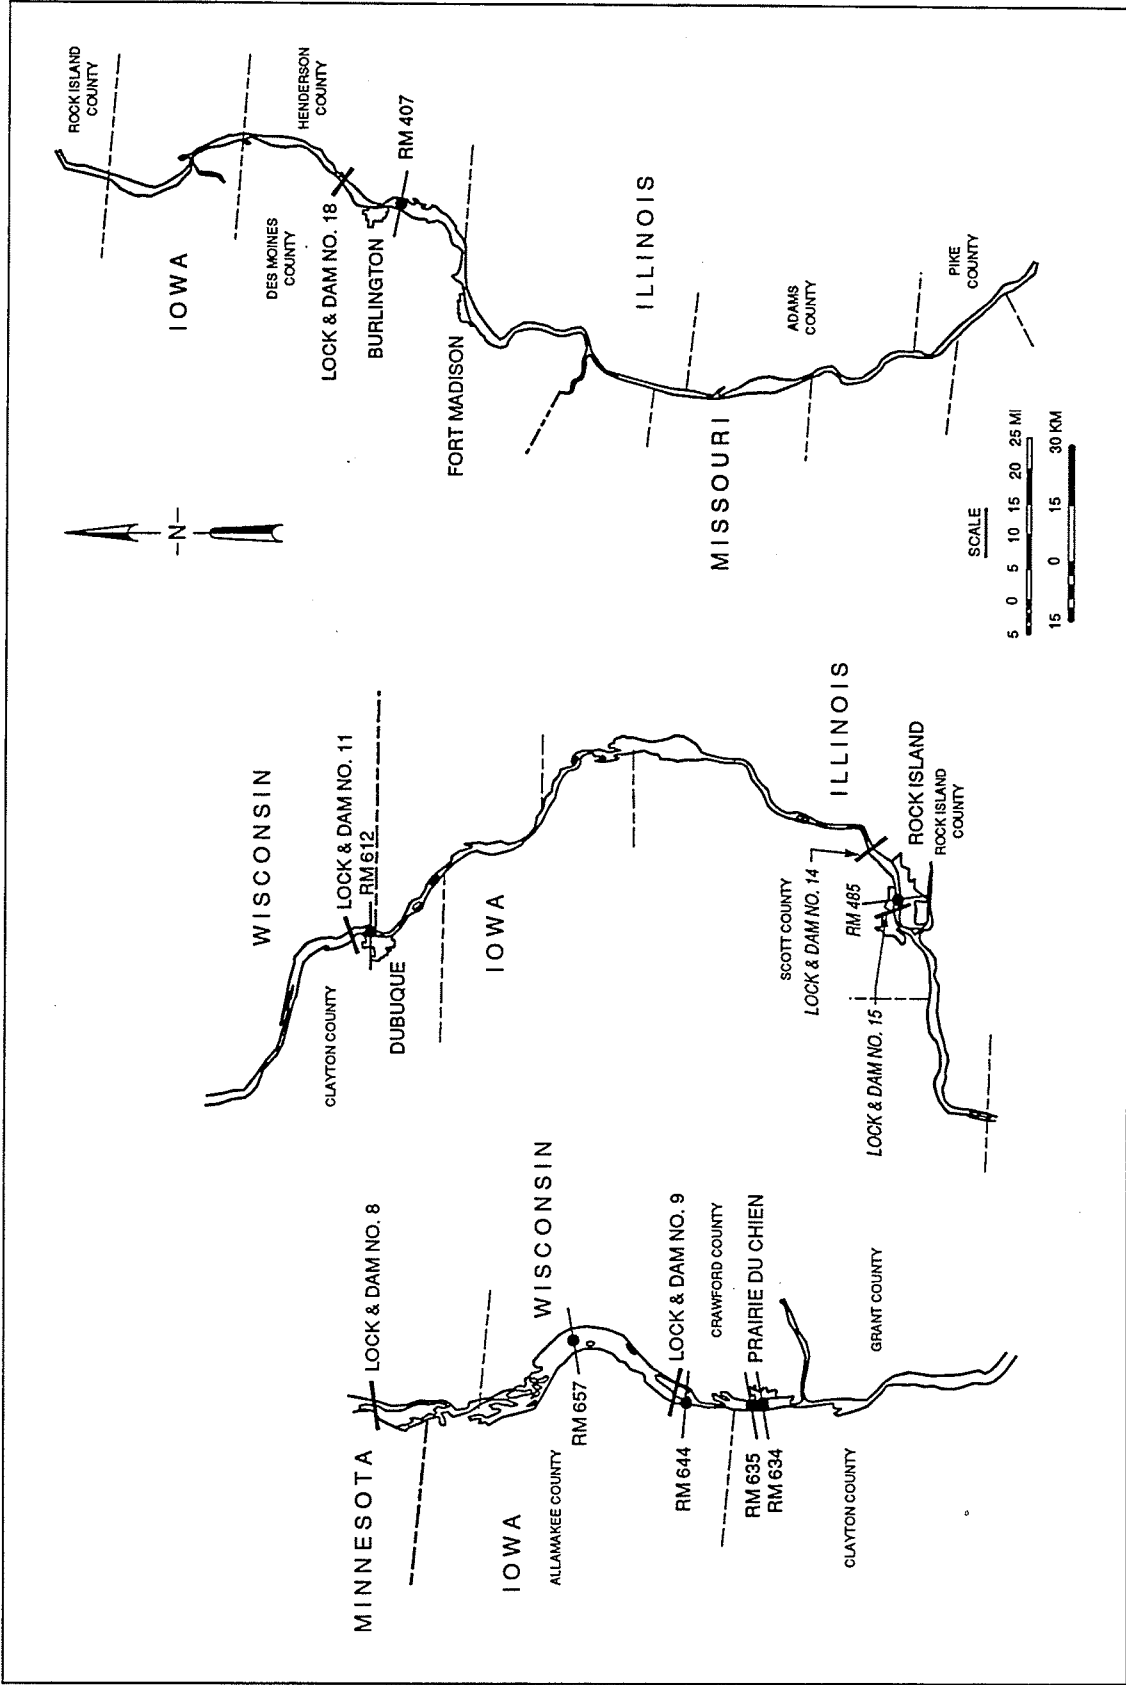 MINNESOTA
LOCK & DAM NO. 8
IOWA
ALLAMAKEE COUNTY
WISCONSIN
RM 657
RM 644
LOCK & DAM NO. 9
CRAWFORD COUNTY
RM 635
RM 634
PRAIRIE DU CHIEN
CLAYTON COUNTY
GRANT COUNTY
WISCONSIN
CLAYTON COUNTY
LOCK & DAM NO. 11
RM 612
DUBUQUE
IOWA
SCOTT COUNTY
LOCK & DAM NO. 14
ILLINOIS
RM 485
LOCK & DAM NO. 15
ROCK ISLAND
ROCK ISLAND
COUNTY
-N-
ROCK ISLAND
COUNTY
IOWA
DES MOINES
COUNTY
HENDERSON
COUNTY
LOCK & DAM NO. 18
BURLINGTON
RM 407
FORT MADISON
ILLINOIS
MISSOURI
ADAMS
COUNTY
PIKE
COUNTY
SCALE
5 0 5 10 15 20 25 MI
15 0 15 30 KM